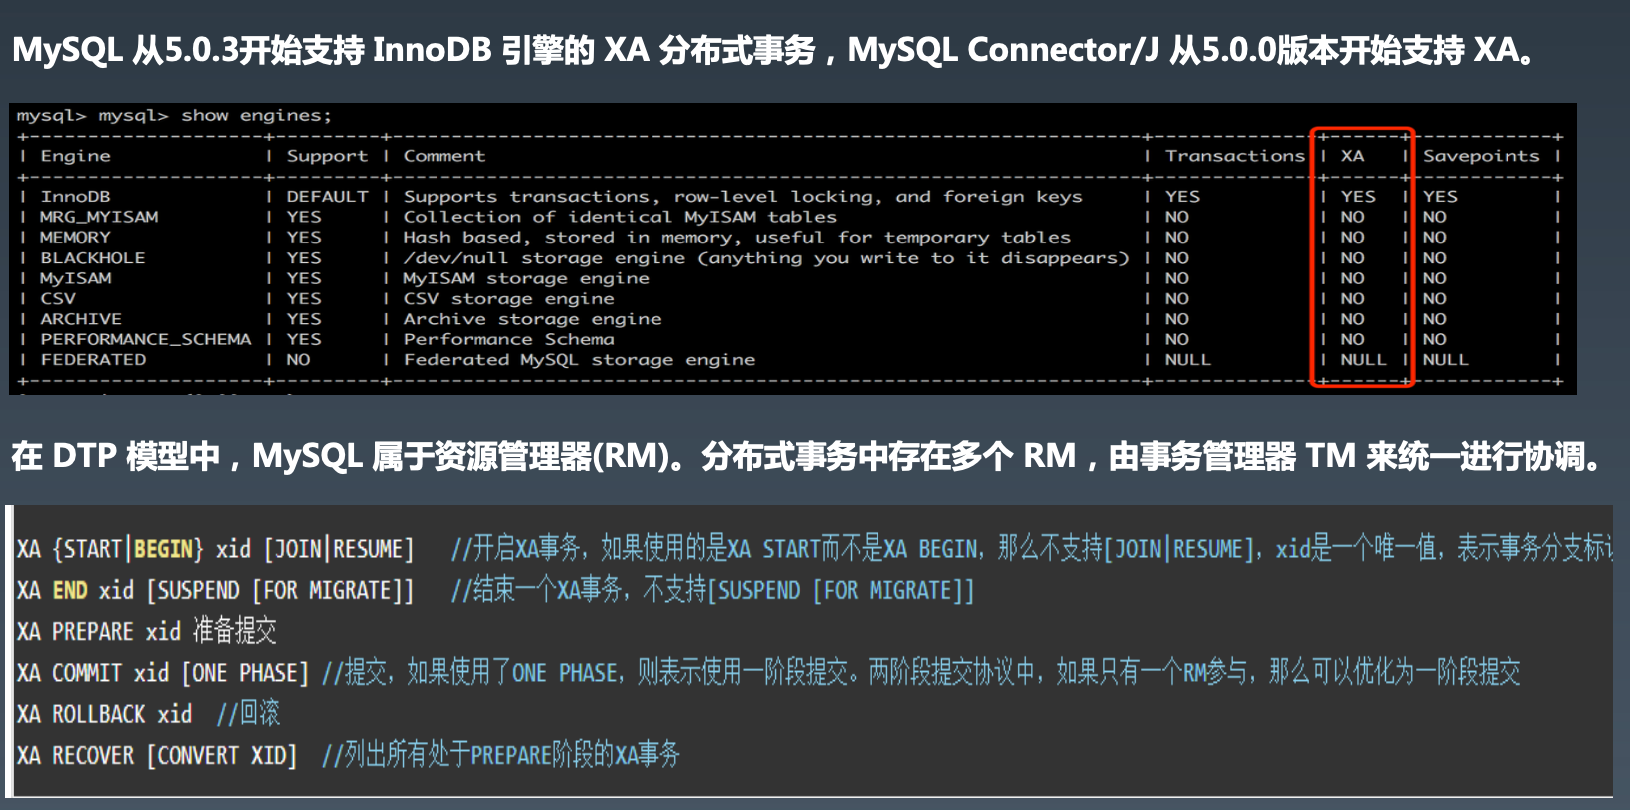 MySQL 从5.0.3开始支持 InnoDB 引擎的 XA 分布式事务，MySQL Connector/J 从5.0.0版本开始支持 XA。
mysql> mysql> show engines;
+--------------------+---------+----------------------------------------------------------------+--------------+------+------------+
| Engine | Support | Comment | Transactions | XA | Savepoints |
+--------------------+---------+----------------------------------------------------------------+--------------+------+------------+
| InnoDB | DEFAULT | Supports transactions, row-level locking, and foreign keys | YES | YES | YES |
| MRG_MYISAM | YES | Collection of identical MyISAM tables | NO | NO | NO |
| MEMORY | YES | Hash based, stored in memory, useful for temporary tables | NO | NO | NO |
| BLACKHOLE | YES | /dev/null storage engine (anything you write to it disappears) | NO | NO | NO |
| MyISAM | YES | MyISAM storage engine | NO | NO | NO |
| CSV | YES | CSV storage engine | NO | NO | NO |
| ARCHIVE | YES | Archive storage engine | NO | NO | NO |
| PERFORMANCE_SCHEMA | YES | Performance Schema | NO | NO | NO |
| FEDERATED | NO | Federated MySQL storage engine | NULL | NULL | NULL |
+--------------------+---------+----------------------------------------------------------------+--------------+------+------------+
在 DTP 模型中，MySQL 属于资源管理器(RM)。分布式事务中存在多个 RM，由事务管理器 TM 来统一进行协调。
XA {START|BEGIN} xid [JOIN|RESUME] //开启XA事务，如果使用的是XA START而不是XA BEGIN，那么不支持[JOIN|RESUME]，xid是一个唯一值，表示事务分支标
XA END xid [SUSPEND [FOR MIGRATE]] //结束一个XA事务，不支持[SUSPEND [FOR MIGRATE]]
XA PREPARE xid 准备提交
XA COMMIT xid [ONE PHASE] //提交，如果使用了ONE PHASE，则表示使用一阶段提交。两阶段提交协议中，如果只有一个RM参与，那么可以优化为一阶段提交
XA ROLLBACK xid //回滚
XA RECOVER [CONVERT XID] //列出所有处于PREPARE阶段的XA事务